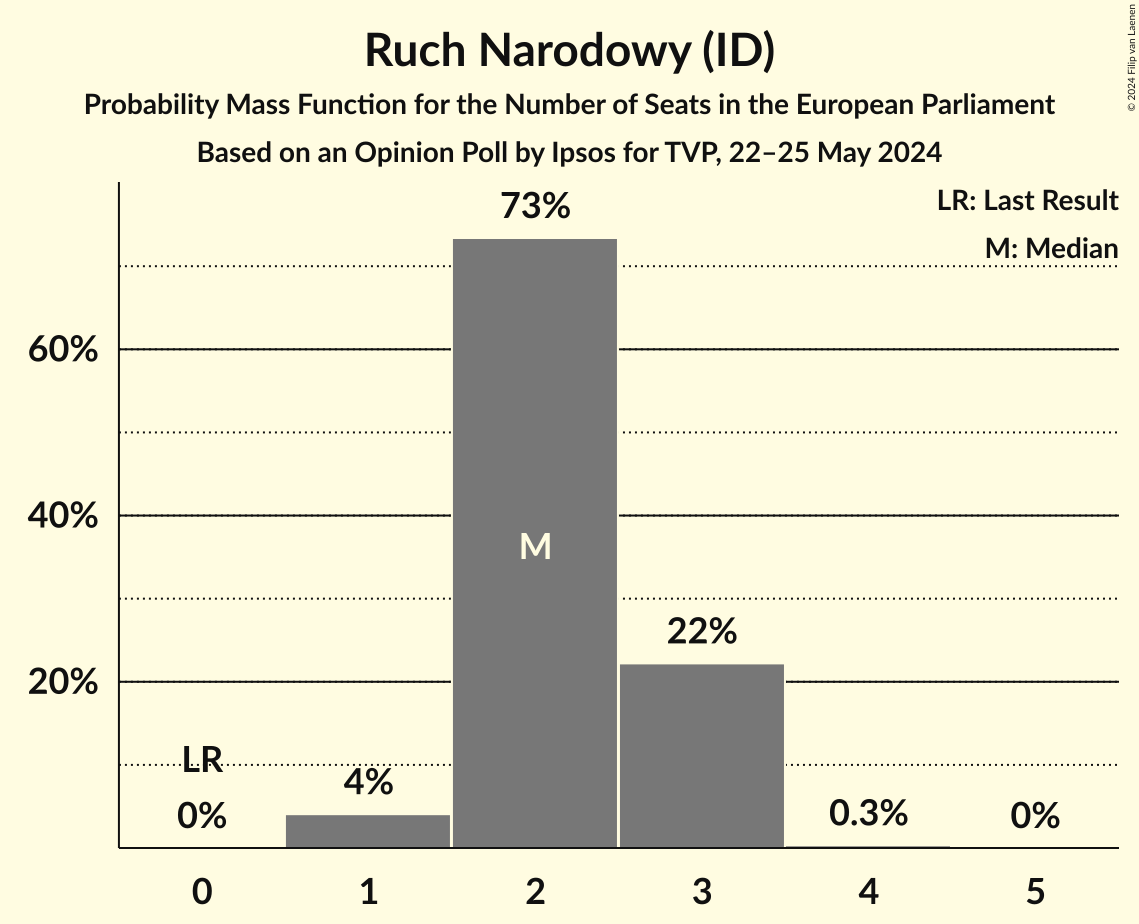 Ruch Narodowy (ID)
Probability Mass Function for the Number of Seats in the European Parliament
Based on an Opinion Poll by Ipsos for TVP, 22–25 May 2024
© 2024 Filip van Laenen
LR: Last Result
M: Median
73%
60%
40%
M
22%
20%
LR
4%
0%
0.3%
0%
0 1 2 3 4 5